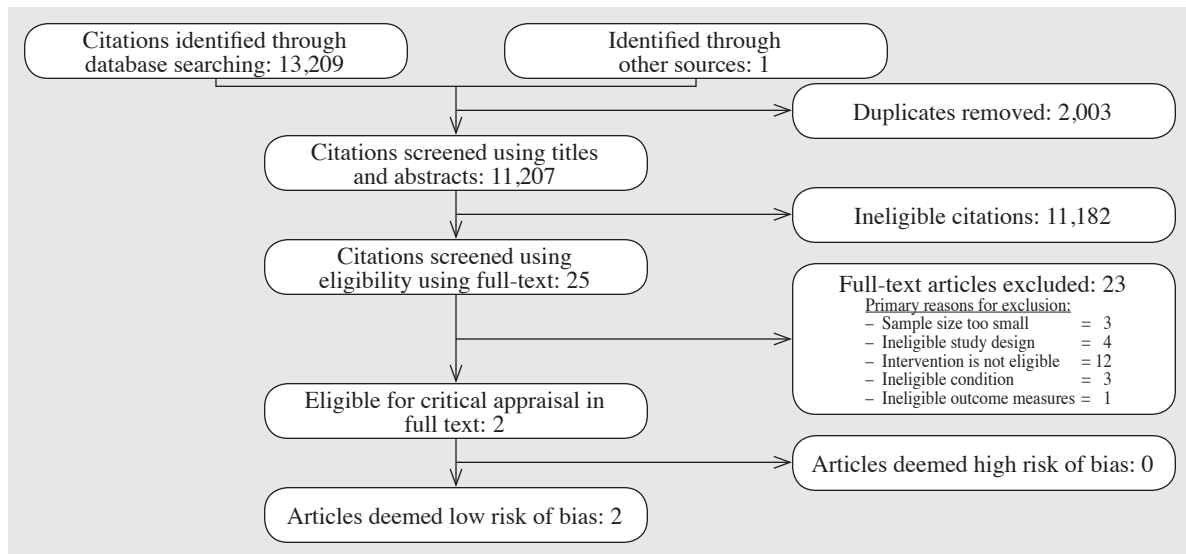 Citations identified through
database searching: 13,209
Identified through
other sources: 1
Duplicates removed: 2,003
Citations screened using titles
and abstracts: 11,207
Ineligible citations: 11,182
Citations screened using
eligibility using full-text: 25
Full-text articles excluded: 23
Primary reasons for exclusion:
– Sample size too small = 3
– Ineligible study design = 4
– Intervention is not eligible = 12
– Ineligible condition = 3
– Ineligible outcome measures = 1
Eligible for critical appraisal in
full text: 2
Articles deemed high risk of bias: 0
Articles deemed low risk of bias: 2